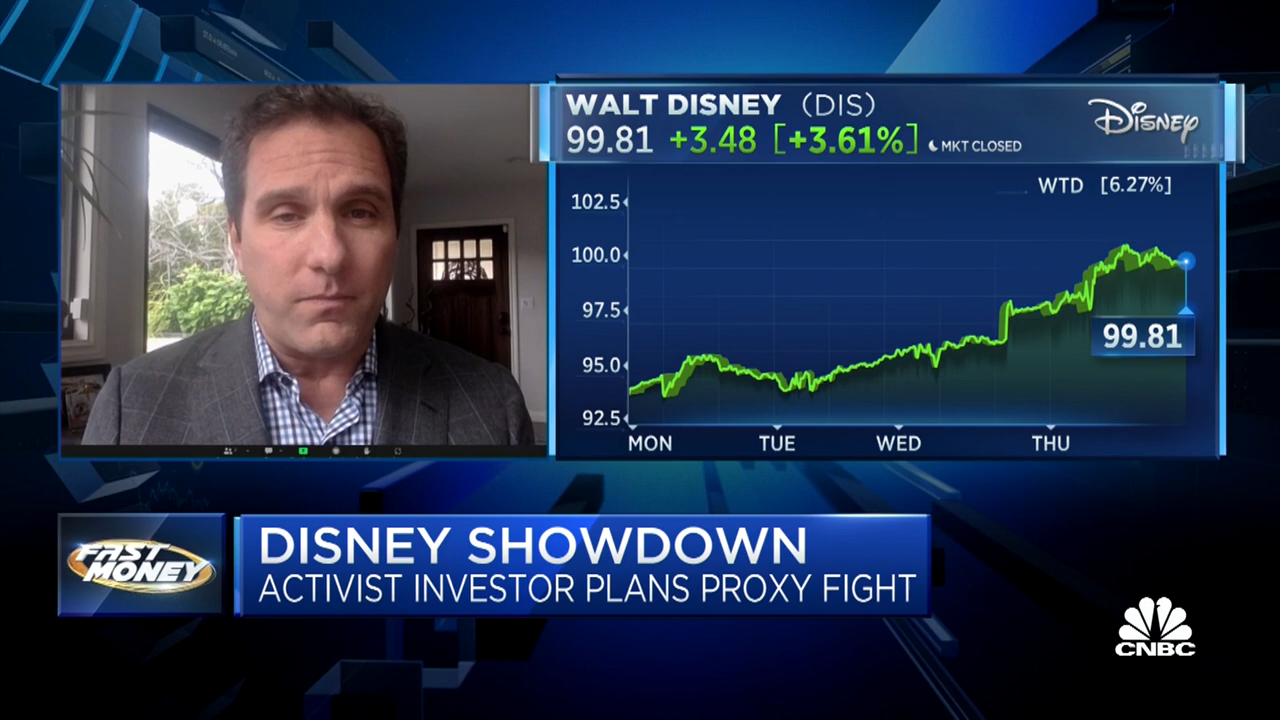 WALT DISNEY (DIS)
99.81 +3.48 [+3.61%] MKT CLOSED
Disney
WTD [6.27%]
102.5
100.0
97.5
95.0
92.5
99.81
MON TUE WED THU
FAST
MONEY
DISNEY SHOWDOWN
ACTIVIST INVESTOR PLANS PROXY FIGHT
CNBC